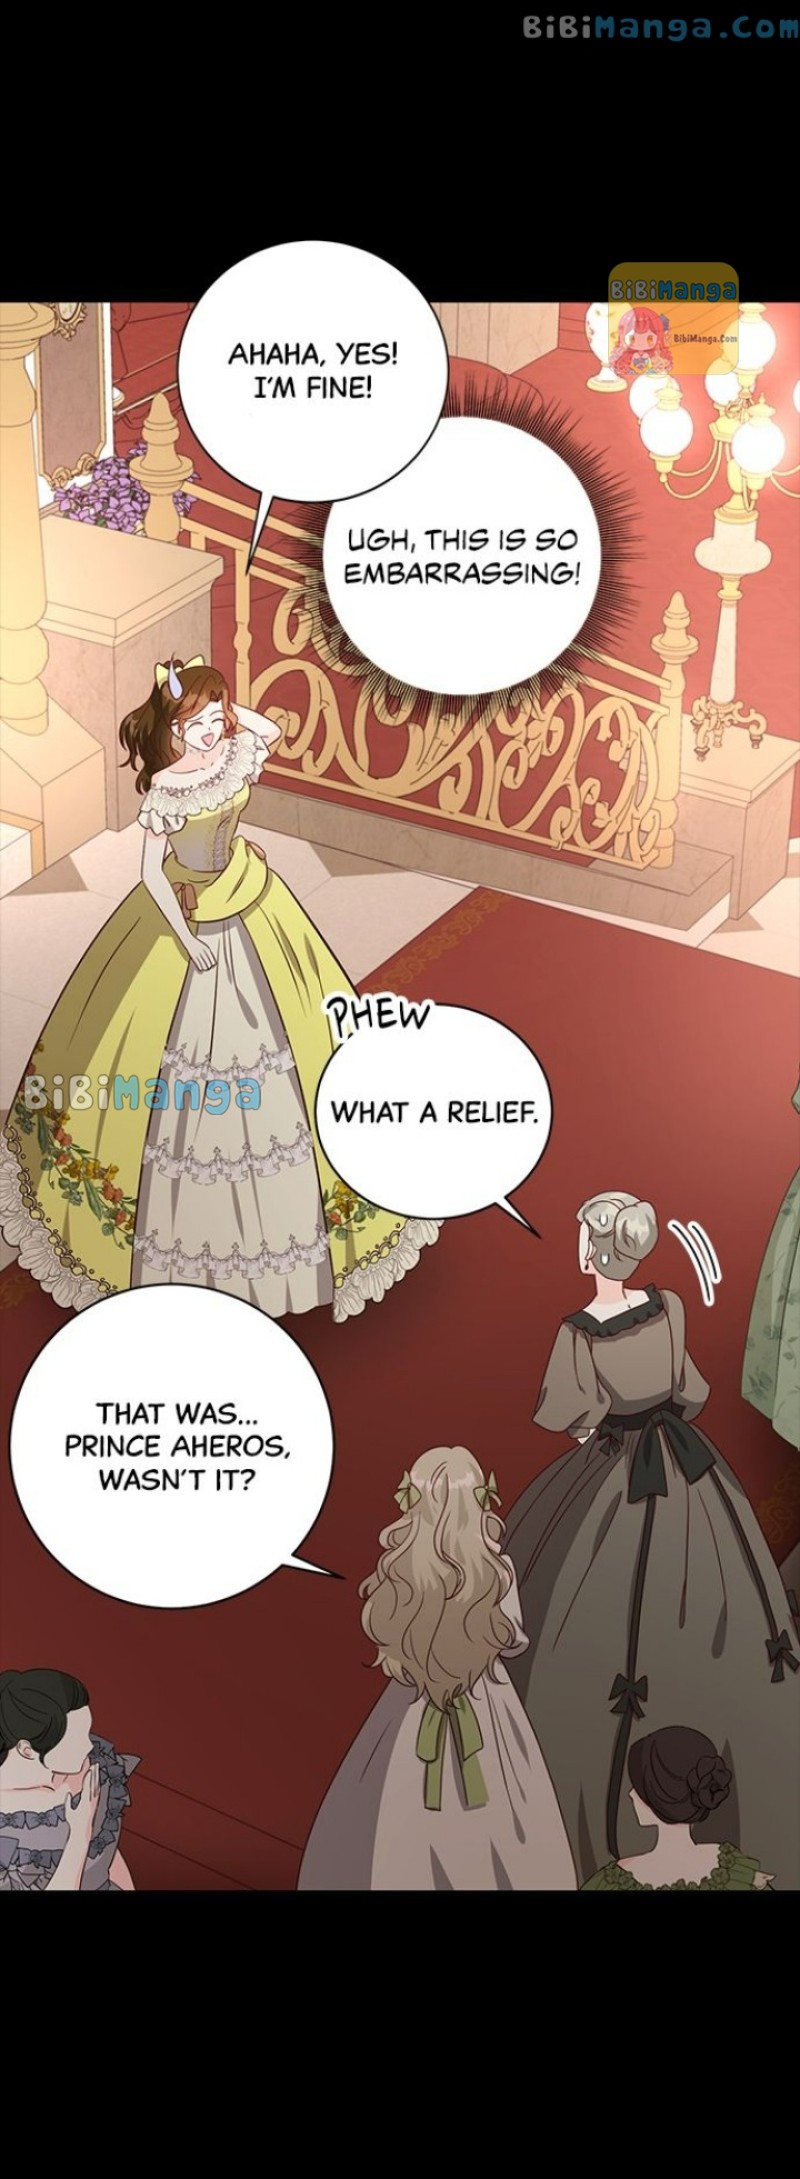 BiBiManga.Com
BiBiManga
BibiManga.Com
AHAHA, YES!
I'M FINE!
UGH, THIS IS SO
EMBARRASSING!
PHEW
WHAT A RELIEF.
BiBiManga
THAT WAS...
PRINCE AHEROS,
WASN'T IT?